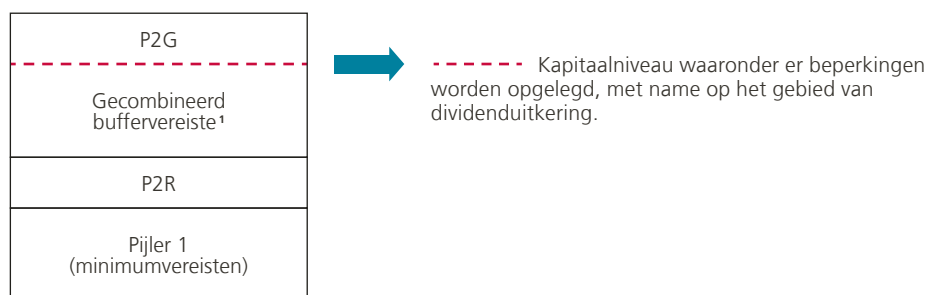 P2G
Gecombineerd
buffervereiste¹
P2R
Pijler 1
(minimumvereisten)
Kapitaalniveau waaronder er beperkingen
worden opgelegd, met name op het gebied van
dividenduitkering.